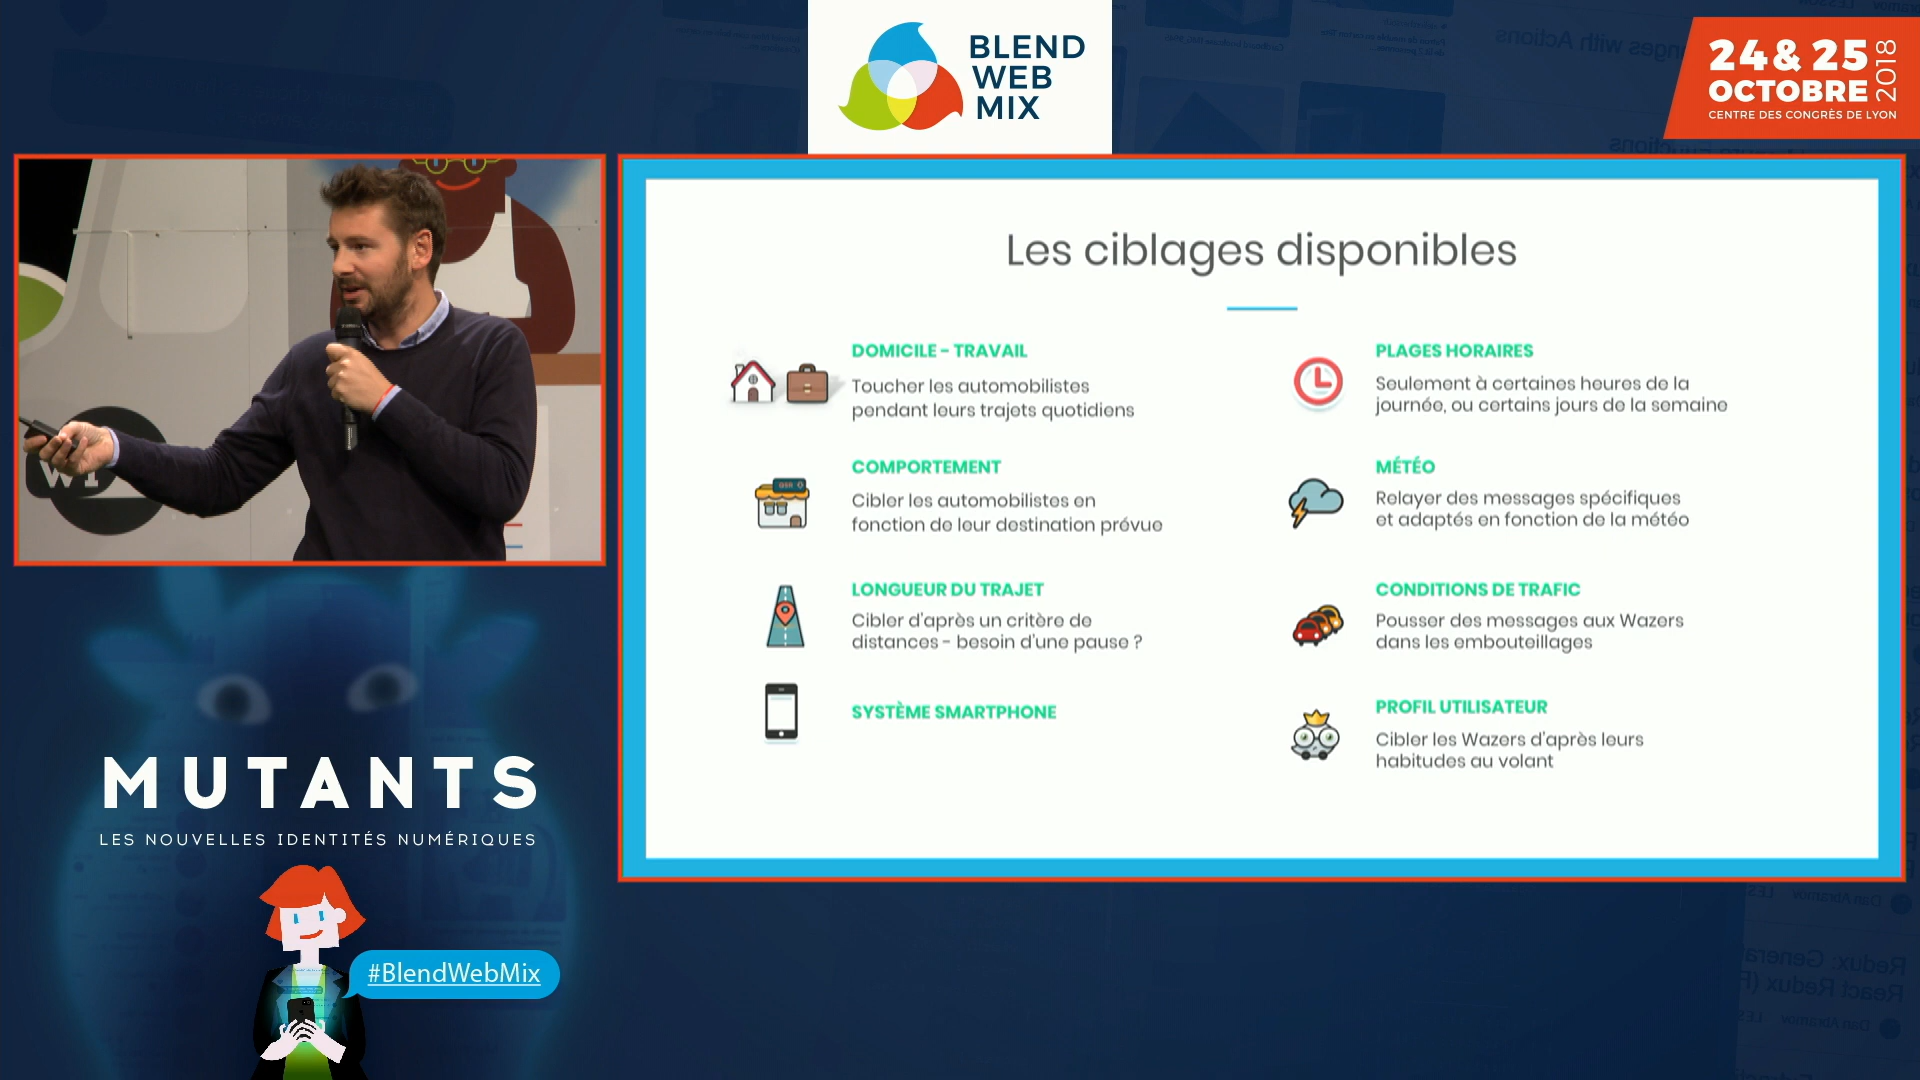 BLEND
WEB
MIX
24 & 25
OCTOBRE
2018
CENTRE DES CONGRÈS DE LYON
Les ciblages disponibles
DOMICILE - TRAVAIL
Toucher les automobilistes
pendant leurs trajets quotidiens
COMPORTEMENT
Cibler les automobilistes en
fonction de leur destination prévue
LONGUEUR DU TRAJET
Cibler d'après un critère de
distances - besoin d'une pause ?
SYSTÈME SMARTPHONE
PLAGES HORAIRES
Seulement à certaines heures de la
journée, ou certains jours de la semaine
MÉTÉO
Relayer des messages spécifiques
et adaptés en fonction de la météo
CONDITIONS DE TRAFIC
Pousser des messages aux Wazers
dans les embouteillages
PROFIL UTILISATEUR
Cibler les Wazers d'après leurs
habitudes au volant
MUTANTS
LES NOUVELLES IDENTITÉS NUMÉRIQUES
#BlendWebMix